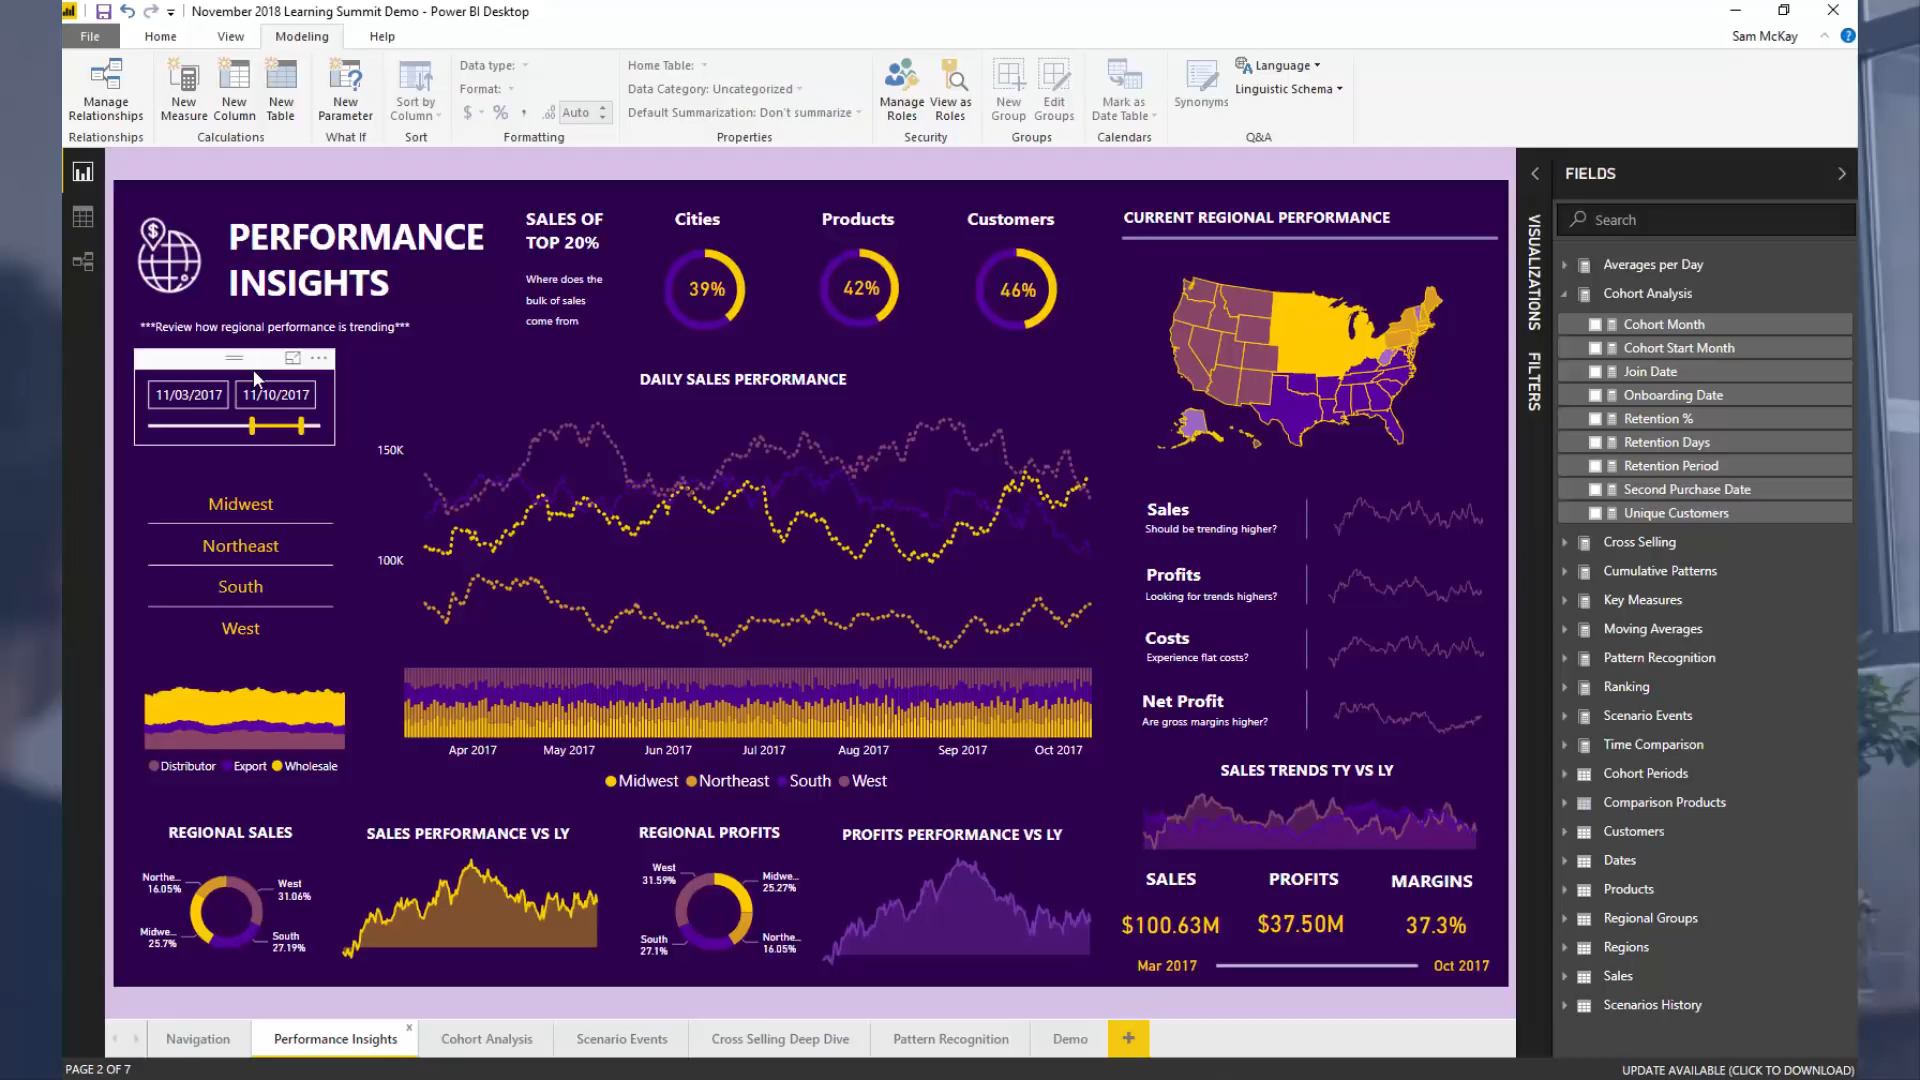 November 2018 Learning Summit Demo - Power BI Desktop
File
Home
View
Modeling
Help
Sam McKay
Manage
Relationships
Relationships
New
Measure
New
Column
New
Table
Calculations
New
Parameter
What If
Sort by
Column
Sort
Data type:
Format:
$ % , Auto
Formatting
Home Table:
Data Category: Uncategorized
Default Summarization: Don't summarize
Properties
Manage
Roles
View as
Roles
Security
New
Group
Edit
Groups
Groups
Mark as
Date Table
Calendars
Synonyms
Language
Linguistic Schema
Q&A
PERFORMANCE
INSIGHTS
***Review how regional performance is trending***
11/03/2017
11/10/2017
Midwest
Northeast
South
West
Distributor Export Wholesale
SALES OF
TOP 20%
Where does the
bulk of sales
come from
Cities
39%
Products
42%
Customers
46%
DAILY SALES PERFORMANCE
150K
100K
Apr 2017 May 2017 Jun 2017 Jul 2017 Aug 2017 Sep 2017 Oct 2017
Midwest Northeast South West
CURRENT REGIONAL PERFORMANCE
Sales
Should be trending higher?
Profits
Looking for trends highers?
Costs
Experience flat costs?
Net Profit
Are gross margins higher?
SALES TRENDS TY VS LY
REGIONAL SALES
Northe...
16.05%
West
31.06%
Midwe...
25.7%
South
27.19%
SALES PERFORMANCE VS LY
REGIONAL PROFITS
West
31.59%
Midwe...
25.27%
South
27.1%
Northe...
16.05%
PROFITS PERFORMANCE VS LY
SALES
$100.63M
PROFITS
$37.50M
MARGINS
37.3%
Mar 2017
Oct 2017
VISUALIZATIONS
FILTERS
FIELDS
Search
Averages per Day
Cohort Analysis
Cohort Month
Cohort Start Month
Join Date
Onboarding Date
Retention %
Retention Days
Retention Period
Second Purchase Date
Unique Customers
Cross Selling
Cumulative Patterns
Key Measures
Moving Averages
Pattern Recognition
Ranking
Scenario Events
Time Comparison
Cohort Periods
Comparison Products
Customers
Dates
Products
Regional Groups
Regions
Sales
Scenarios History
Navigation
Performance Insights
Cohort Analysis
Scenario Events
Cross Selling Deep Dive
Pattern Recognition
Demo
PAGE 2 OF 7
UPDATE AVAILABLE (CLICK TO DOWNLOAD)